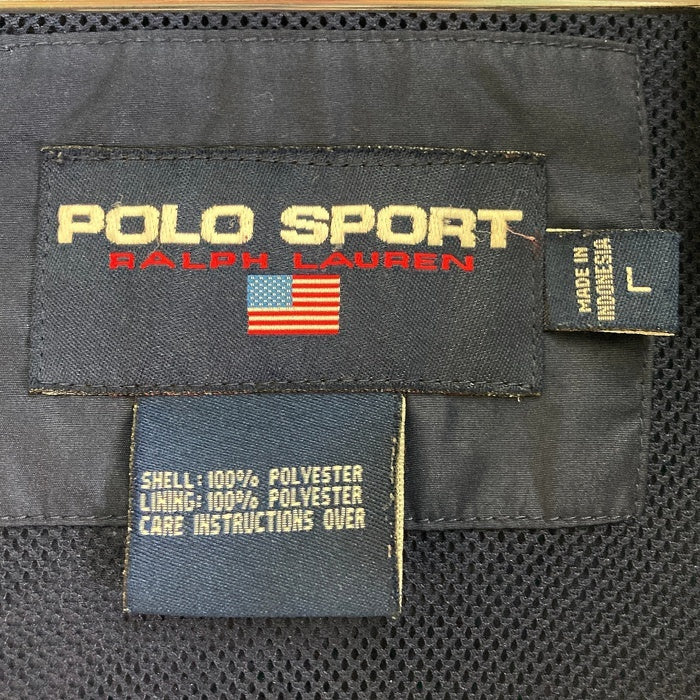 POLO SPORT
RALPH LAUREN
MADE IN
INDONESIA
L
SHELL: 100% POLYESTER
LINING: 100% POLYESTER
CARE INSTRUCTIONS OVER